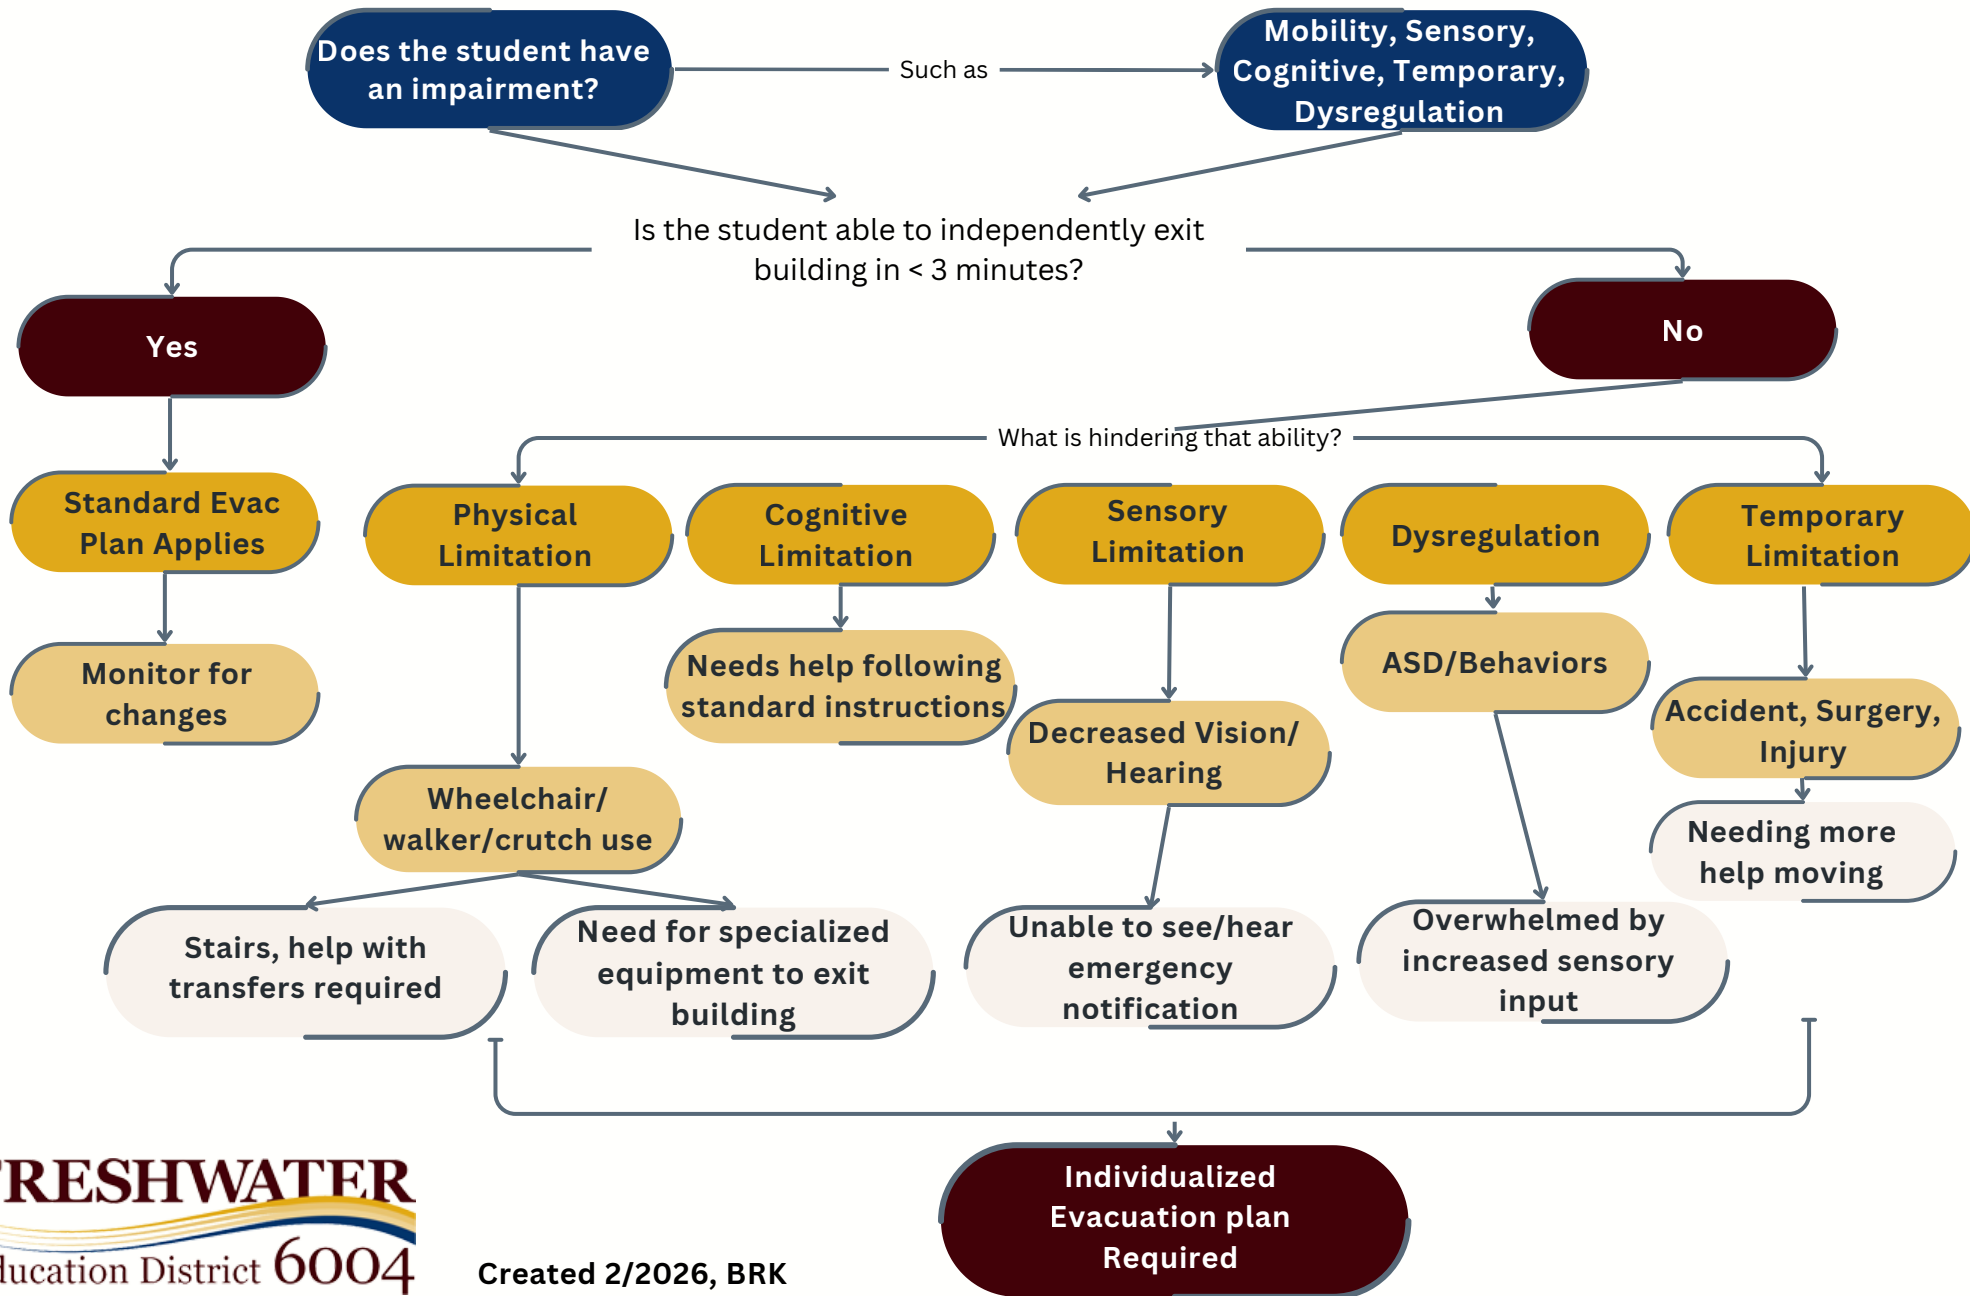 Does the student have
an impairment?
Such as
Mobility, Sensory,
Cognitive, Temporary,
Dysregulation
Is the student able to independently exit
building in < 3 minutes?
Yes
No
What is hindering that ability?
Standard Evac
Plan Applies
Physical
Limitation
Cognitive
Limitation
Sensory
Limitation
Dysregulation
Temporary
Limitation
Monitor for
changes
Needs help following
standard instructions
Decreased Vision/
Hearing
ASD/Behaviors
Accident, Surgery,
Injury
Wheelchair/
walker/crutch use
Needing more
help moving
Stairs, help with
transfers required
Need for specialized
equipment to exit
building
Unable to see/hear
emergency
notification
Overwhelmed by
increased sensory
input
Individualized
Evacuation plan
Required
FRESHWATER
ducation District 6004
Created 2/2026, BRK